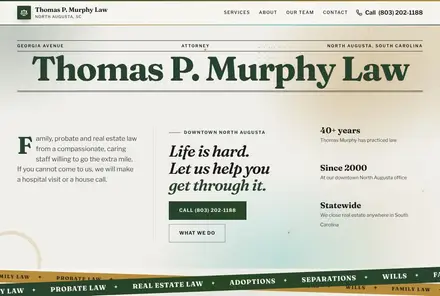 Thomas P. Murphy Law
NORTH AUGUSTA, SC
SERVICES ABOUT OUR TEAM CONTACT Call (803) 202-1188
GEORGIA AVENUE ATTORNEY NORTH AUGUSTA, SOUTH CAROLINA
Thomas P. Murphy Law
Family, probate and real estate law
from a compassionate, caring
staff willing to go the extra mile.
If you cannot come to us, we will make
a hospital visit or a house call.
DOWNTOWN NORTH AUGUSTA
Life is hard.
Let us help you
get through it.
CALL (803) 202-1188
WHAT WE DO
40+ years
Thomas Murphy has practiced law
Since 2000
At our downtown North Augusta office
Statewide
We close real estate anywhere in South
Carolina
MILY LAW PROBATE
WILLS FAMILY LAW
Y LAW PROBATE LAW REAL ESTATE LAW ADOPTIONS SEPARATIONS WILLS